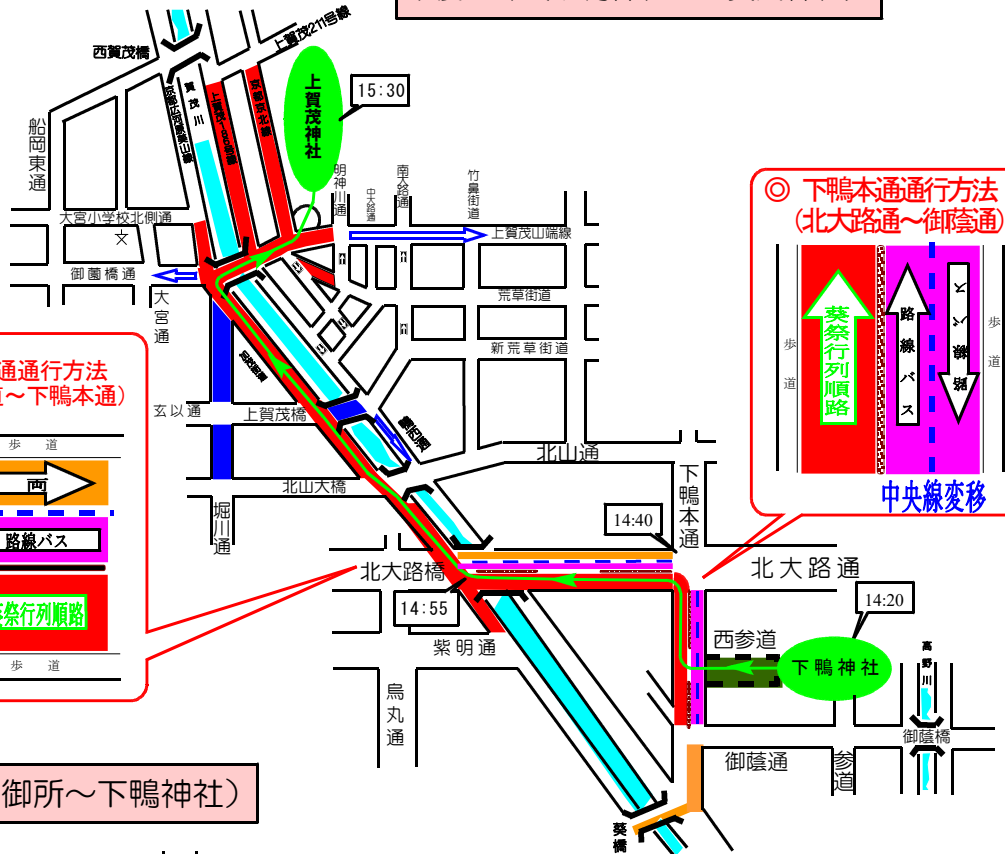 西賀茂橋
上賀茂211号線
賀茂川
上賀茂神社
15:30
船岡東通
明神川通
中大路通
南大路通
竹鼻街道
大宮小学校北側通
上賀茂山端線
御薗橋通
荒草街道
大宮通
新荒草街道
玄以通
上賀茂橋
北山通
北山大橋
堀川通
下鴨本通
14:40
北大路橋
北大路通
14:55
14:20
紫明通
西参道
下鴨神社
高野川
烏丸通
御蔭橋
御蔭通
参道
葵橋
◎ 下鴨本通通行方法
(北大路通～御蔭通)
歩道
葵祭行列順路
路線バス
路線バス
歩道
中央線変移
通通行方法
～下鴨本通)
歩道
両
路線バス
葵祭行列順路
歩道
御所～下鴨神社)